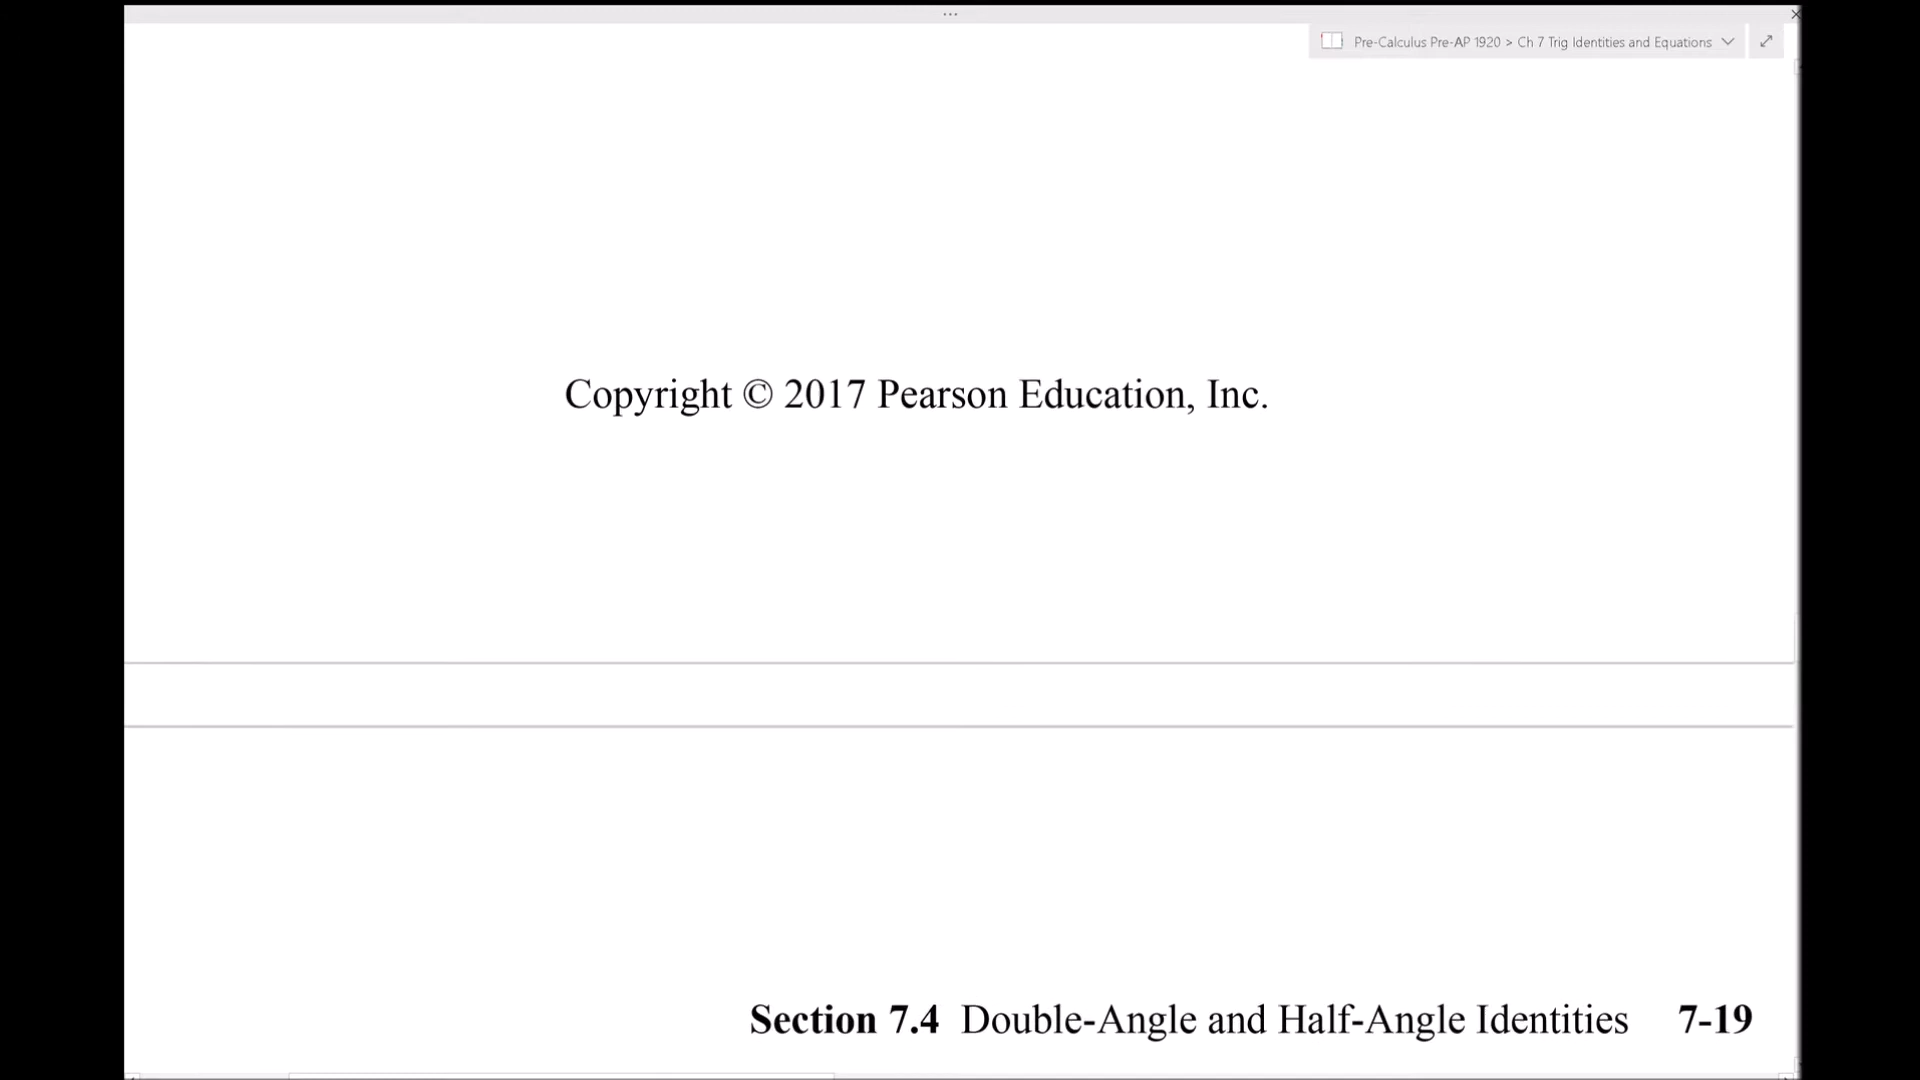 ...
Pre-Calculus Pre-AP 1920 > Ch 7 Trig Identities and Equations
Copyright © 2017 Pearson Education, Inc.
Section 7.4 Double-Angle and Half-Angle Identities 7-19